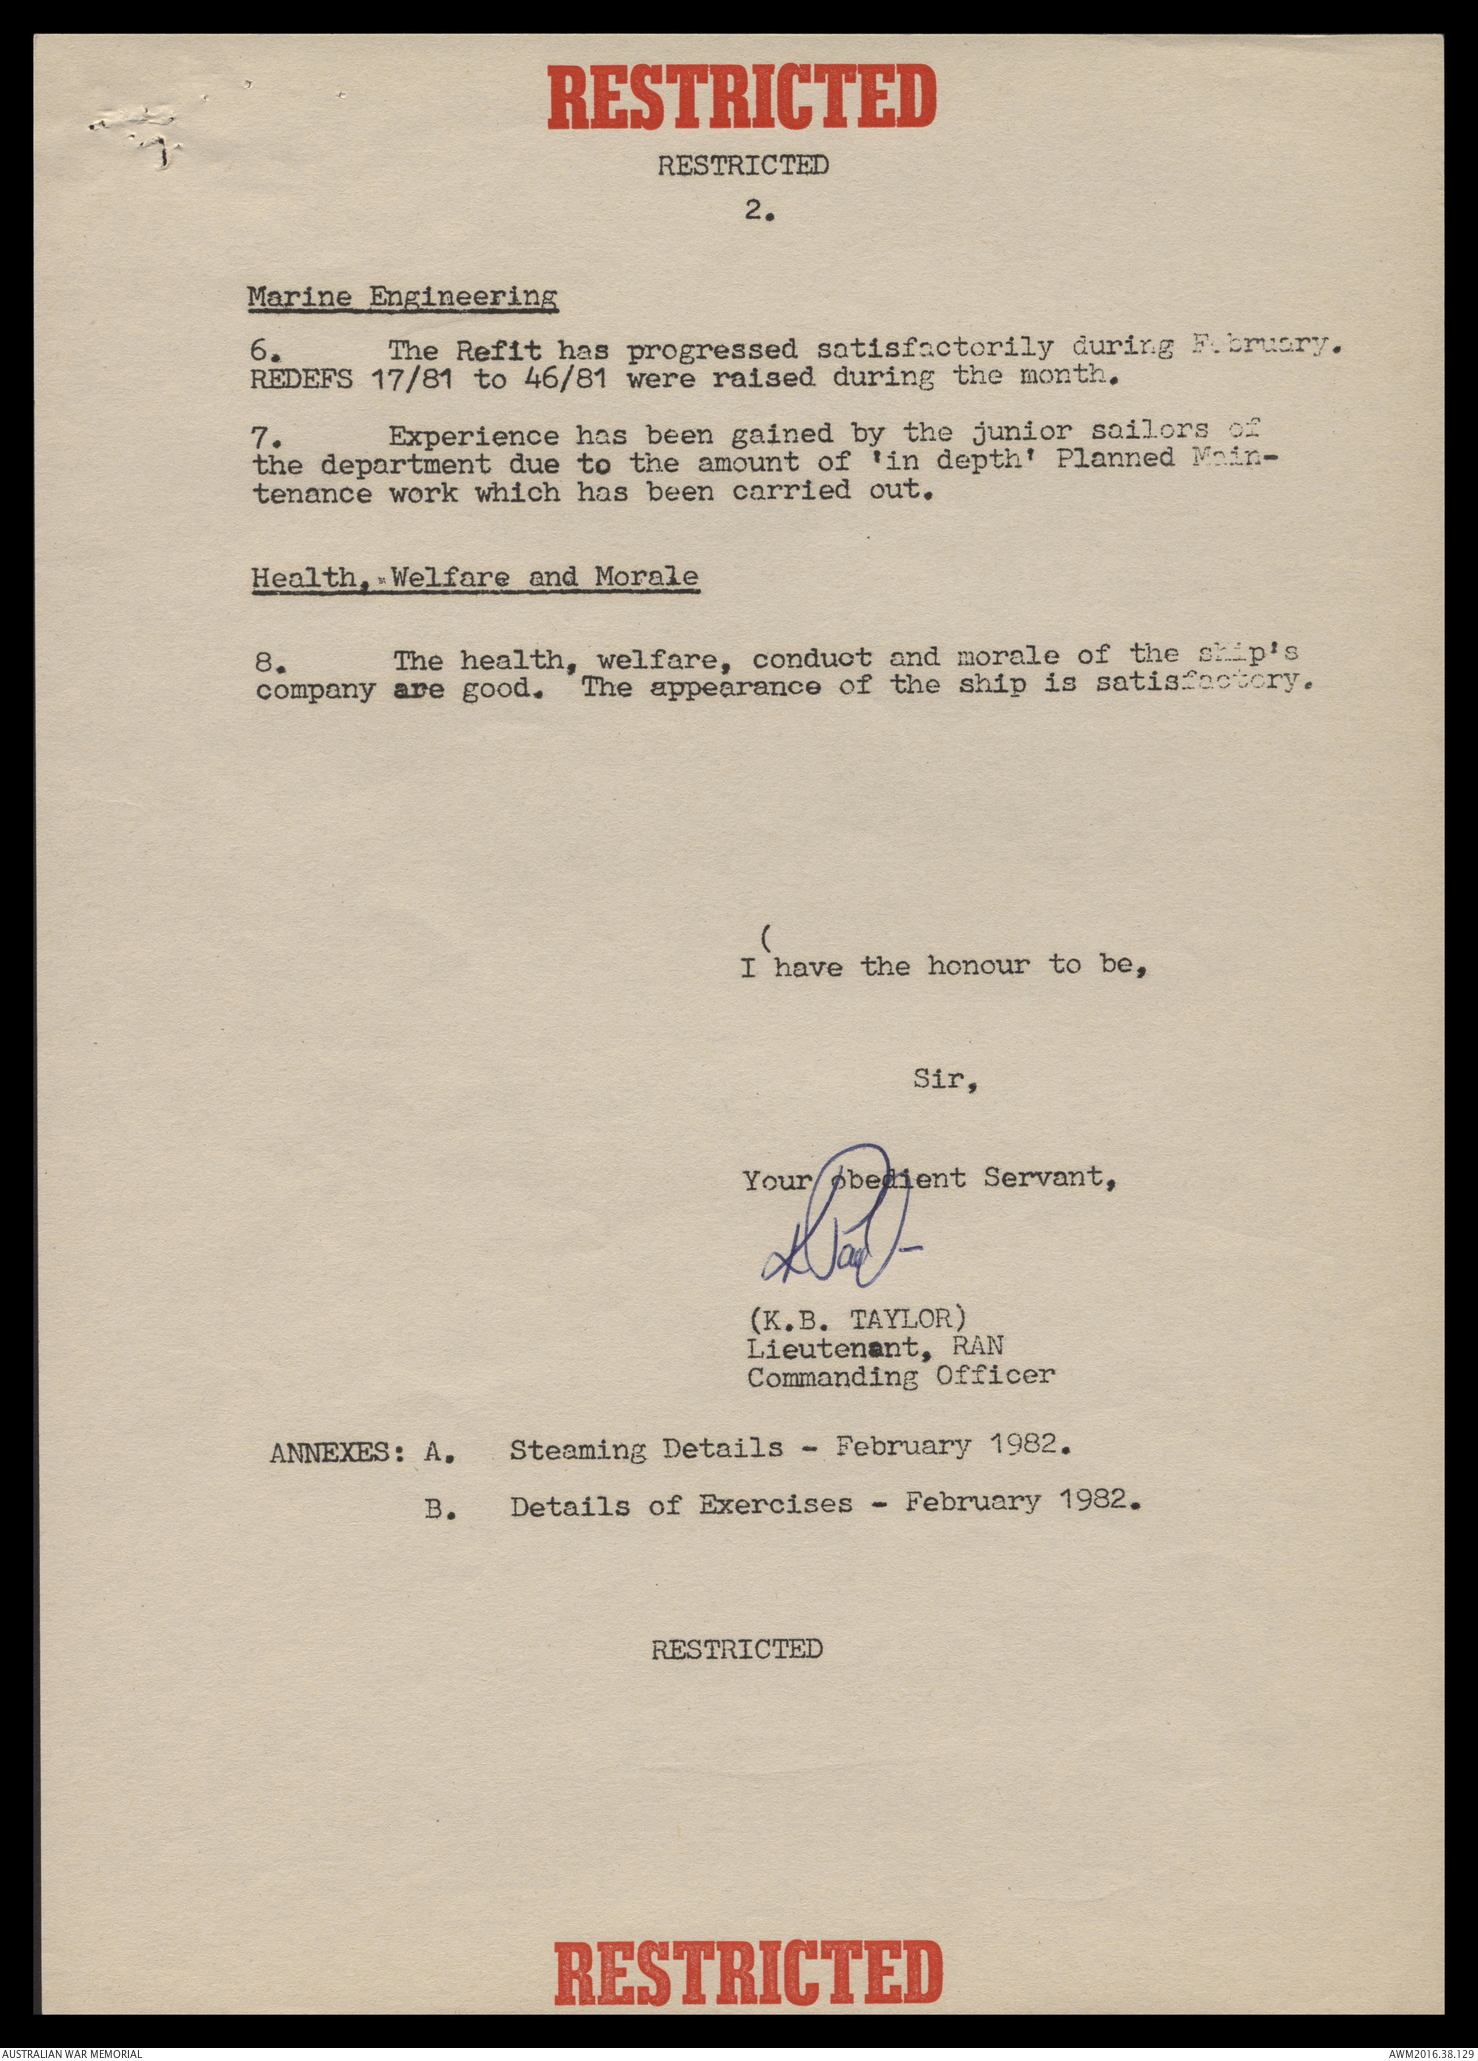 RESTRICTED
RESTRICTED
2.
Marine Engineering
6. The Refit has progressed satisfactorily during February.
REDEFS 17/81 to 46/81 were raised during the month.
7. Experience has been gained by the junior sailors of
the department due to the amount of 'in depth' Planned Main-
tenance work which has been carried out.
Health, Welfare and Morale
8. The health, welfare, conduct and morale of the ship's
company are good. The appearance of the ship is satisfactory.
(
I have the honour to be,
Sir,
Your obedient Servant,
(K.B. TAYLOR)
Lieutenant, RAN
Commanding Officer
ANNEXES: A. Steaming Details - February 1982.
B. Details of Exercises - February 1982.
RESTRICTED
RESTRICTED
AUSTRALIAN WAR MEMORIAL
AWM2016.38.129